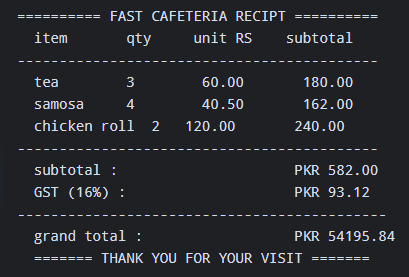 ========== FAST CAFETERIA RECIPT ==========
item qty unit RS subtotal
-------------------------------------------
tea 3 60.00 180.00
samosa 4 40.50 162.00
chicken roll 2 120.00 240.00
-------------------------------------------
subtotal : PKR 582.00
GST (16%) : PKR 93.12
--------------------------------------------
grand total : PKR 54195.84
======= THANK YOU FOR YOUR VISIT =======